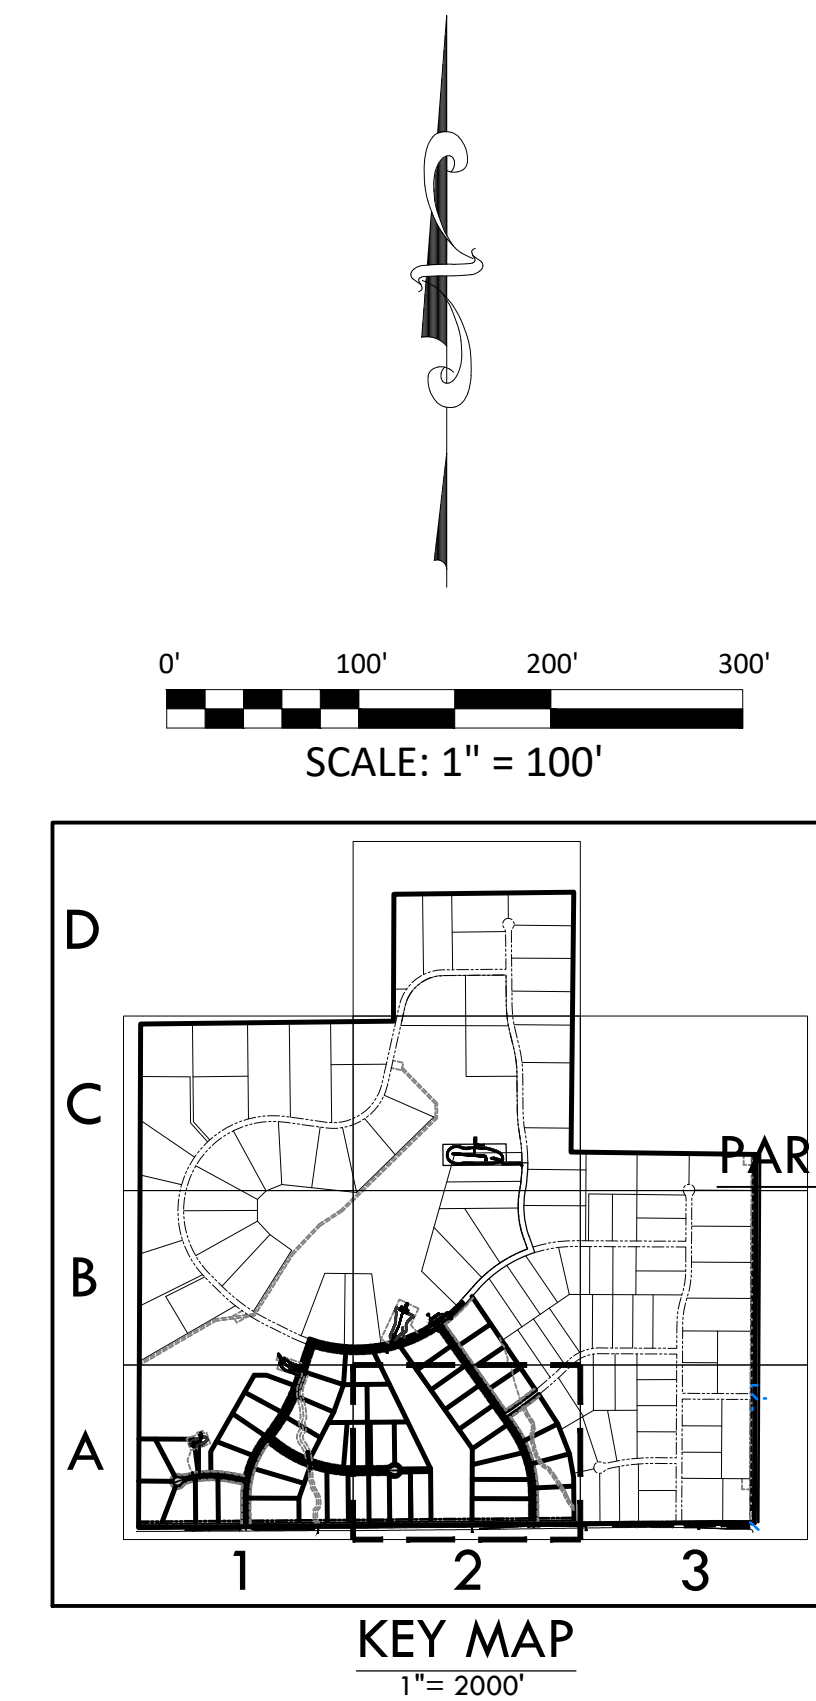 0' 100' 200' 300'
SCALE: 1" = 100'
D
C
PAR
B
A
1 2 3
KEY MAP
1"= 2000'